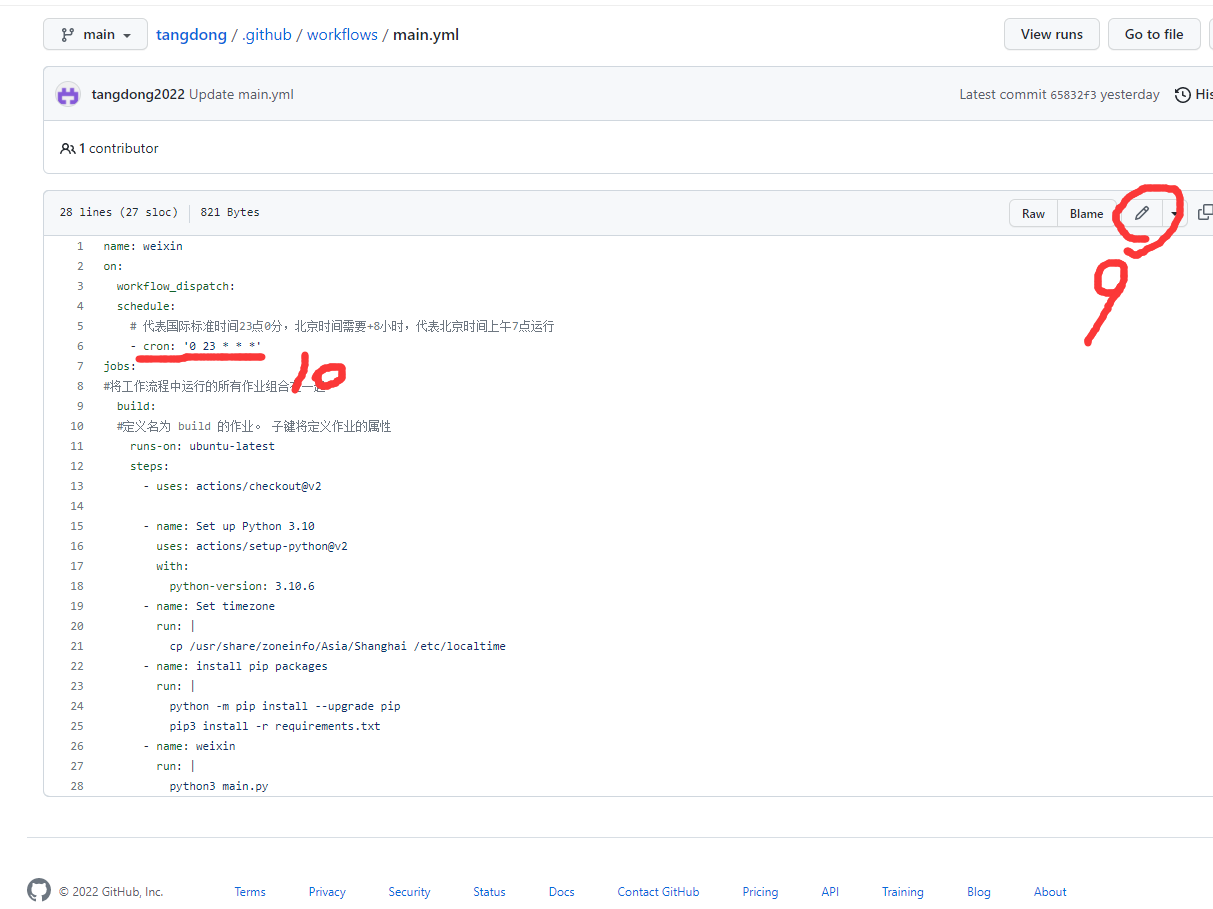 main
tangdong / .github / workflows / main.yml
View runs
Go to file
tangdong2022 Update main.yml
Latest commit 65832f3 yesterday
His
1 contributor
28 lines (27 sloc) 821 Bytes
Raw
Blame
9
1 name: weixin
2 on:
3 workflow_dispatch:
4 schedule:
5 # 代表国际标准时间23点0分，北京时间需要+8小时，代表北京时间上午7点运行
6 - cron: '0 23 * * *'
10
7 jobs:
8 #将工作流程中运行的所有作业组合在一起
9 build:
10 #定义名为 build 的作业。 子键将定义作业的属性
11 runs-on: ubuntu-latest
12 steps:
13 - uses: actions/checkout@v2
14
15 - name: Set up Python 3.10
16 uses: actions/setup-python@v2
17 with:
18 python-version: 3.10.6
19 - name: Set timezone
20 run: |
21 cp /usr/share/zoneinfo/Asia/Shanghai /etc/localtime
22 - name: install pip packages
23 run: |
24 python -m pip install --upgrade pip
25 pip3 install -r requirements.txt
26 - name: weixin
27 run: |
28 python3 main.py
© 2022 GitHub, Inc.
Terms
Privacy
Security
Status
Docs
Contact GitHub
Pricing
API
Training
Blog
About